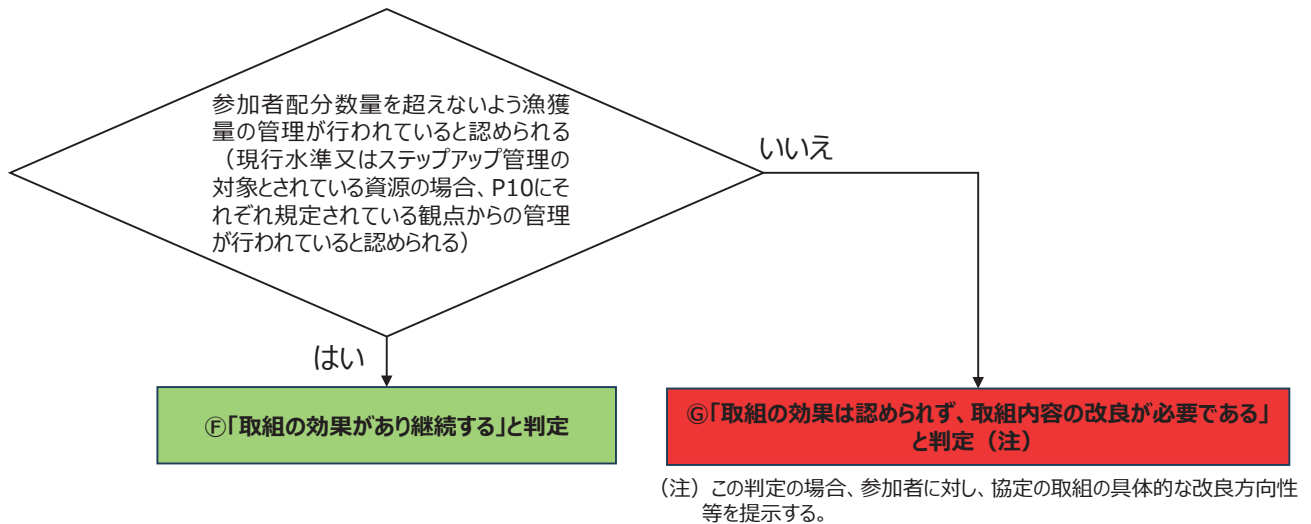 参加者配分数量を超えないよう漁獲
量の管理が行われていると認められる
（現行水準又はステップアップ管理の
対象とされている資源の場合、P10にそ
れぞれ規定されている観点からの管理
が行われていると認められる）
いいえ
はい
Ⓕ「取組の効果があり継続する」と判定
Ⓖ「取組の効果は認められず、取組内容の改良が必要である」
と判定（注）
（注）この判定の場合、参加者に対し、協定の取組の具体的な改良方向性
等を提示する。